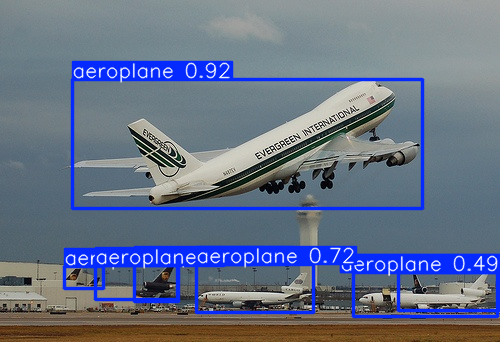 aeroplane 0.92
EVERGREEN
EVERGREEN INTERNATIONAL
aeroplane
aeroplane 0.72
aeroplane 0.49